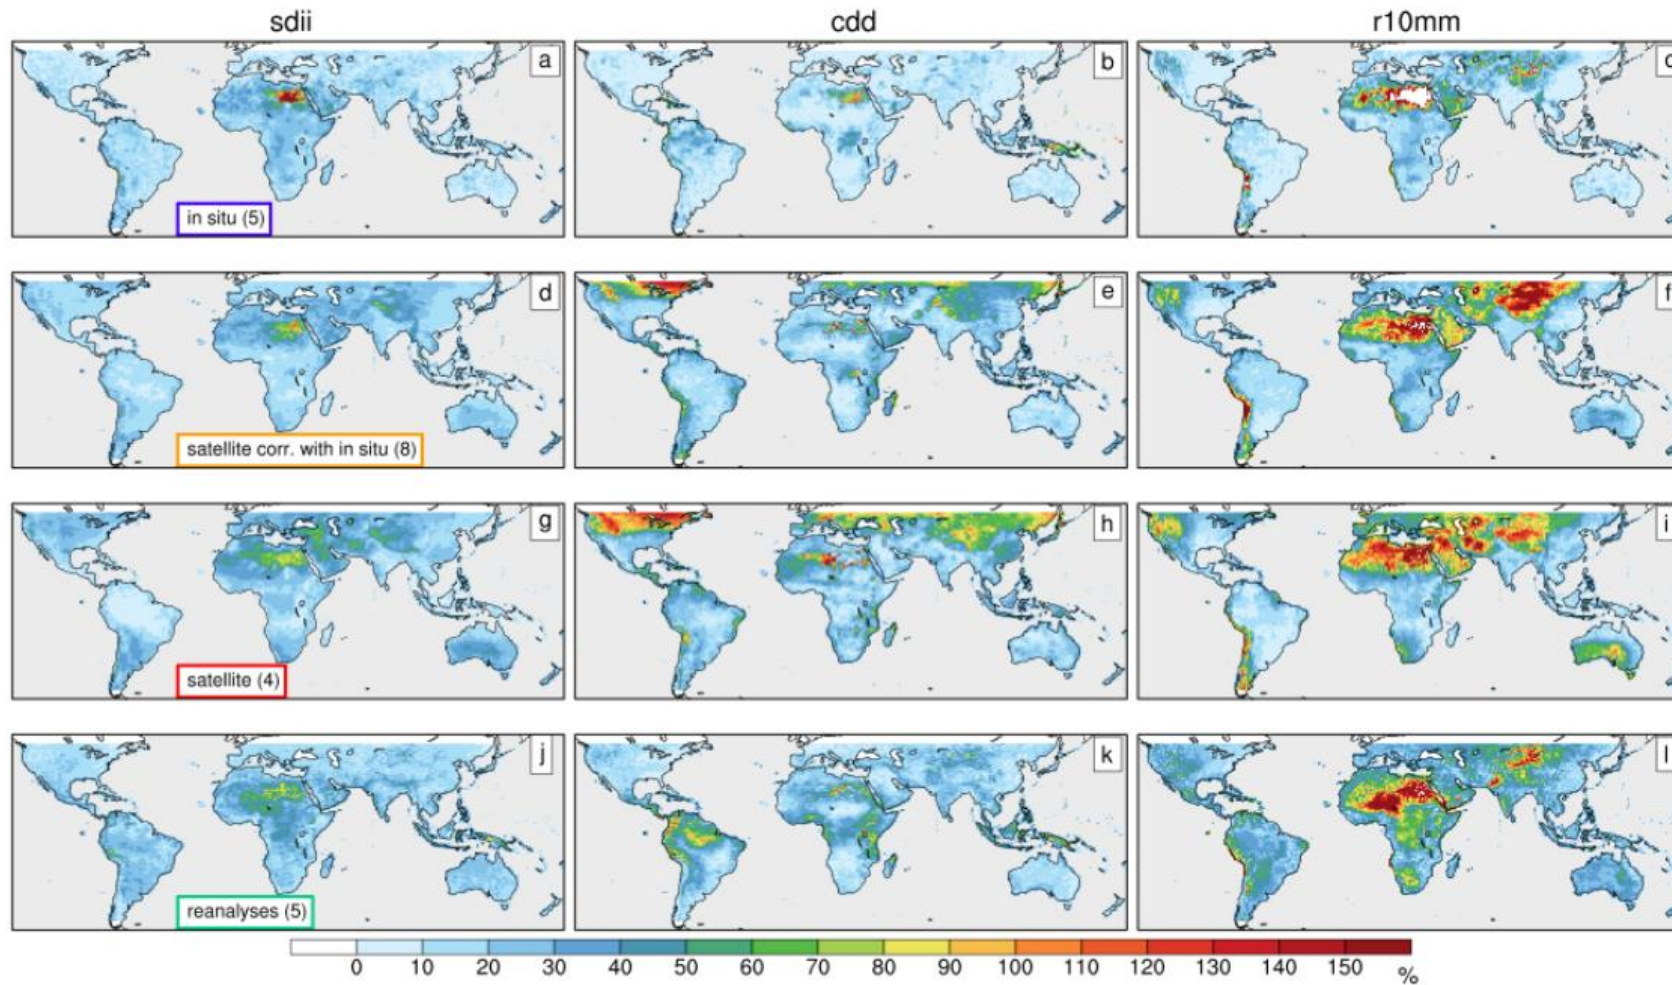 sdii cdd r10mm
a b c
in situ (5)
d e f
satellite corr. with in situ (8)
g h i
satellite (4)
j k l
reanalyses (5)
0 10 20 30 40 50 60 70 80 90 100 110 120 130 140 150 %